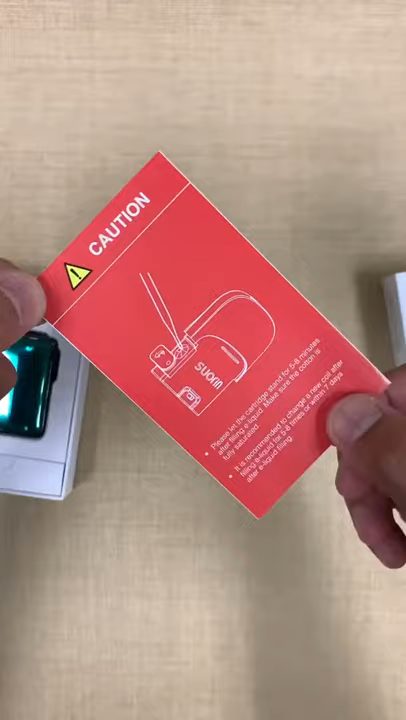 CAUTION
SUORIN
• Please let the cartridge stand for 5-8 minutes
after filling e-liquid. Make sure the cotton is
fully saturated.
• It is recommended to change a new coil after
filling e-liquid for 5-8 times or within 7 days
after e-liquid filling